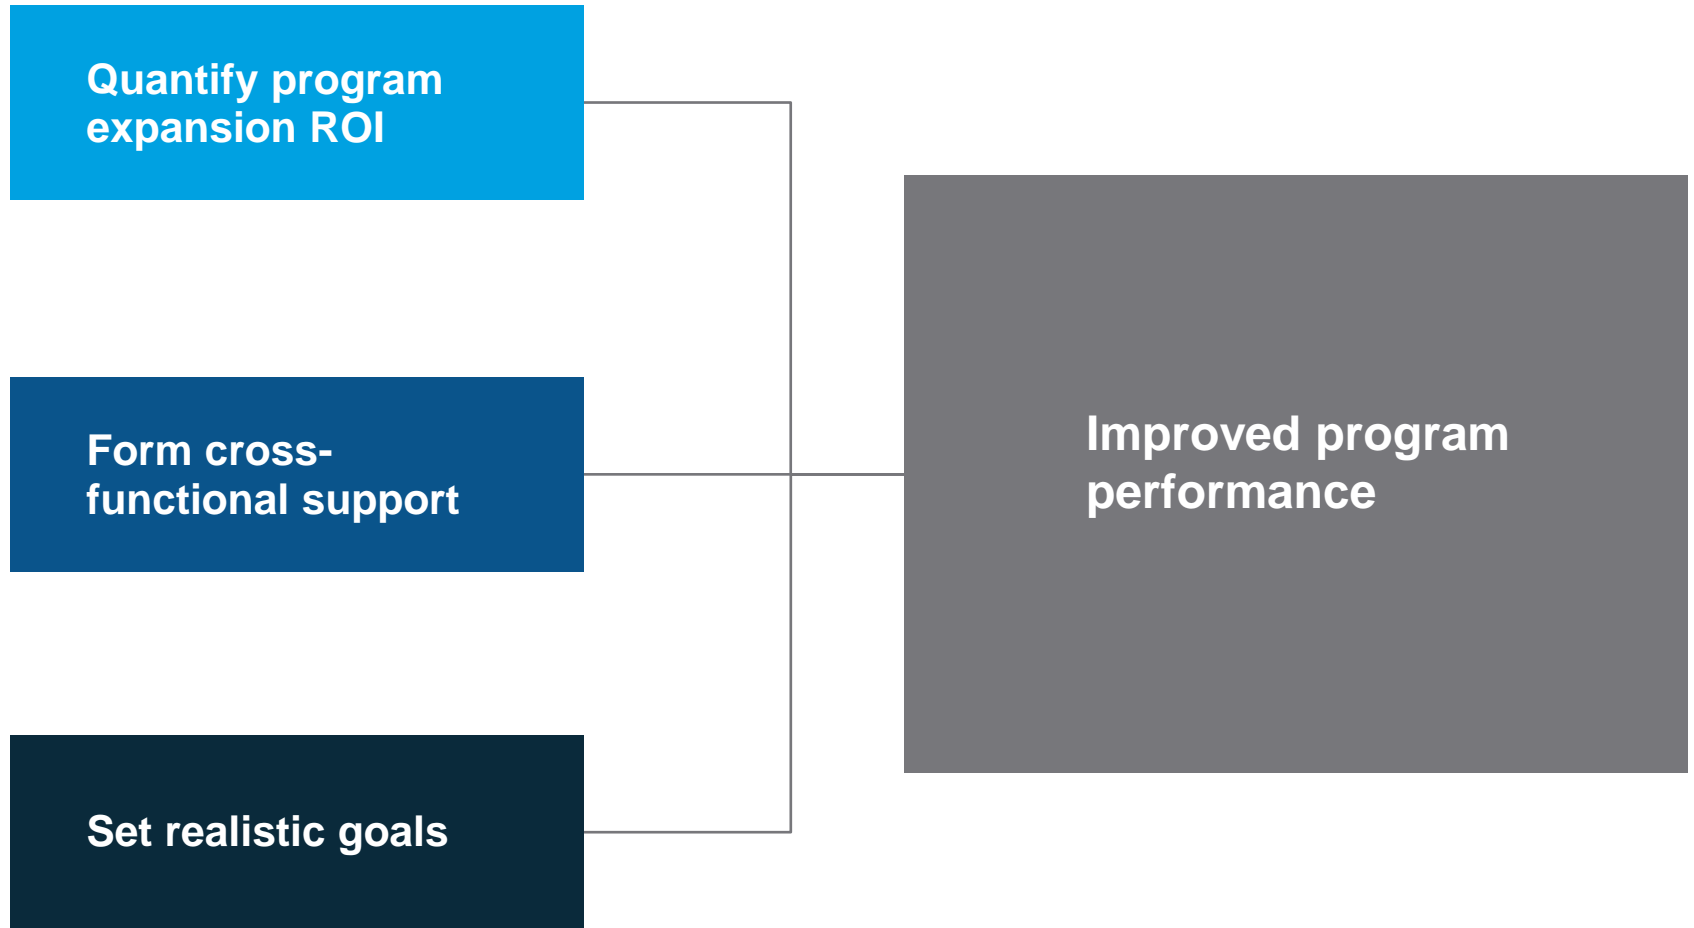 Quantify program
expansion ROI
Form cross-
functional support
Set realistic goals
Improved program
performance